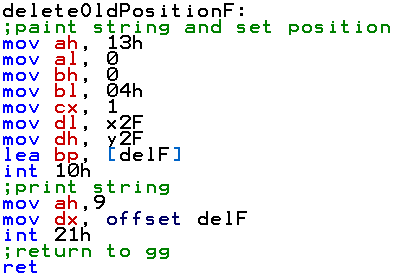 deleteOldPositionF:
;paint string and set position
mov ah, 13h
mov al, 0
mov bh, 0
mov bl, 04h
mov cx, 1
mov dl, x2F
mov dh, y2F
lea bp, [delF]
int 10h
;print string
mov ah,9
mov dx, offset delF
int 21h
;return to gg
ret